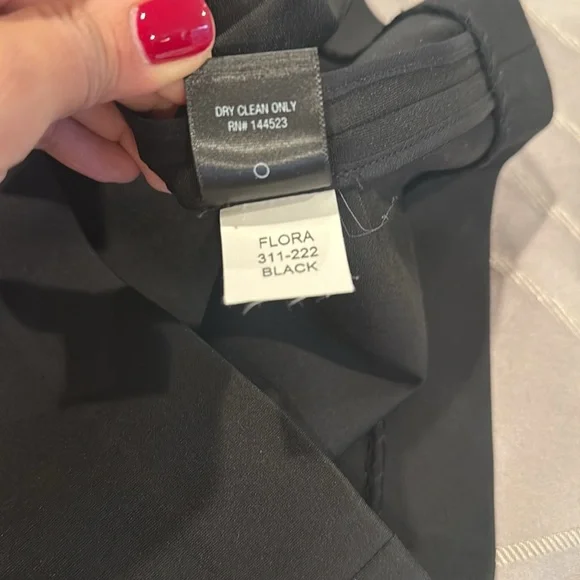 DRY CLEAN ONLY
RN# 144523
FLORA
311-222
BLACK